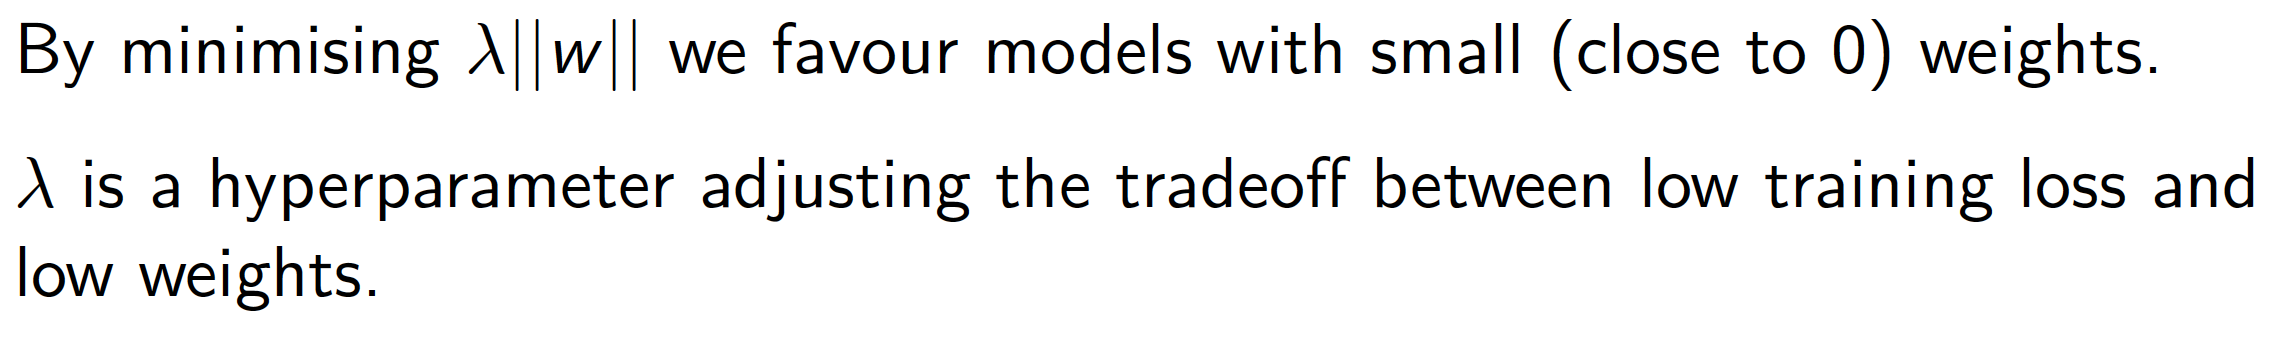 By minimising λ||w|| we favour models with small (close to 0) weights.
λ is a hyperparameter adjusting the tradeoff between low training loss and
low weights.